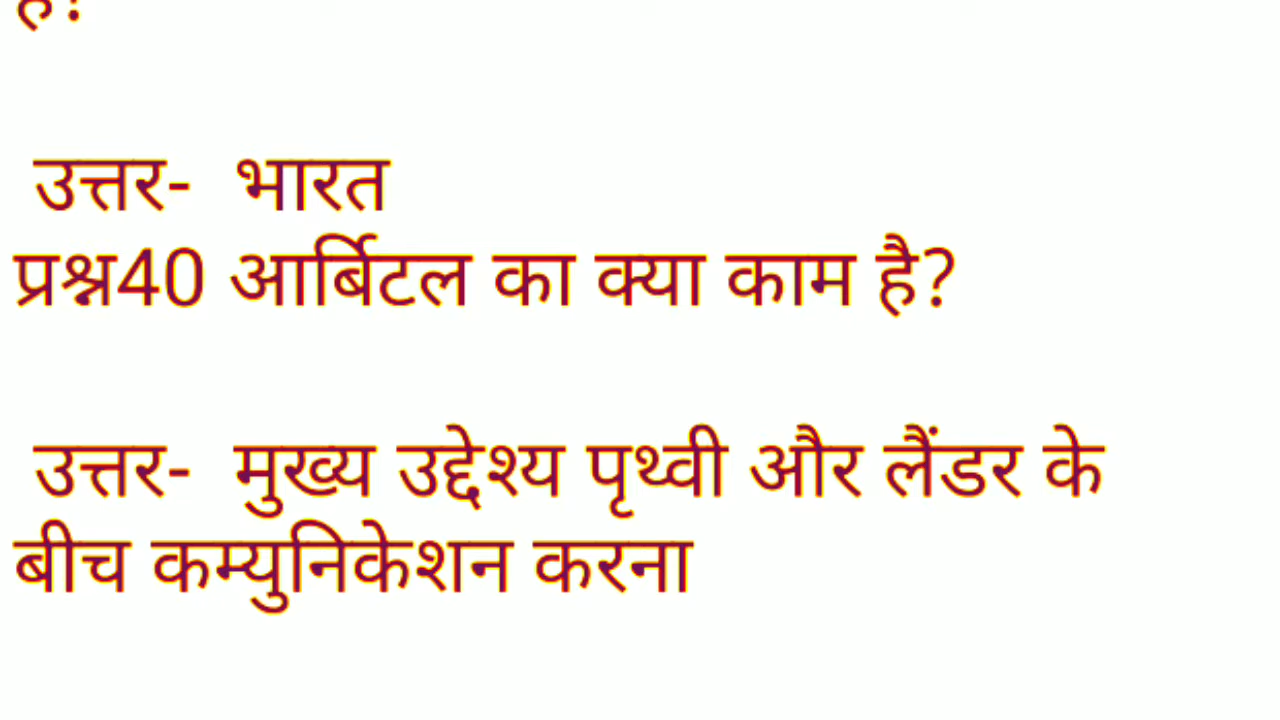 उत्तर- भारत
प्रश्न40 आर्बिटल का क्या काम है?
उत्तर- मुख्य उद्देश्य पृथ्वी और लैंडर के
बीच कम्युनिकेशन करना